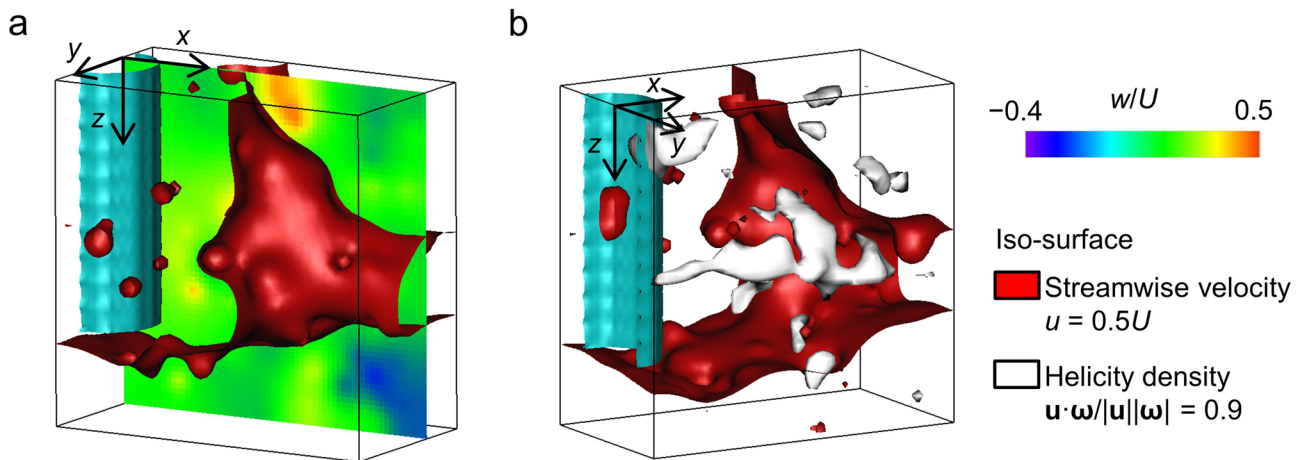 a
y
x
z
b
x
y
z
w/U
−0.4
0.5
Iso-surface
Streamwise velocity
u = 0.5U
Helicity density
u·ω/|u||ω| = 0.9